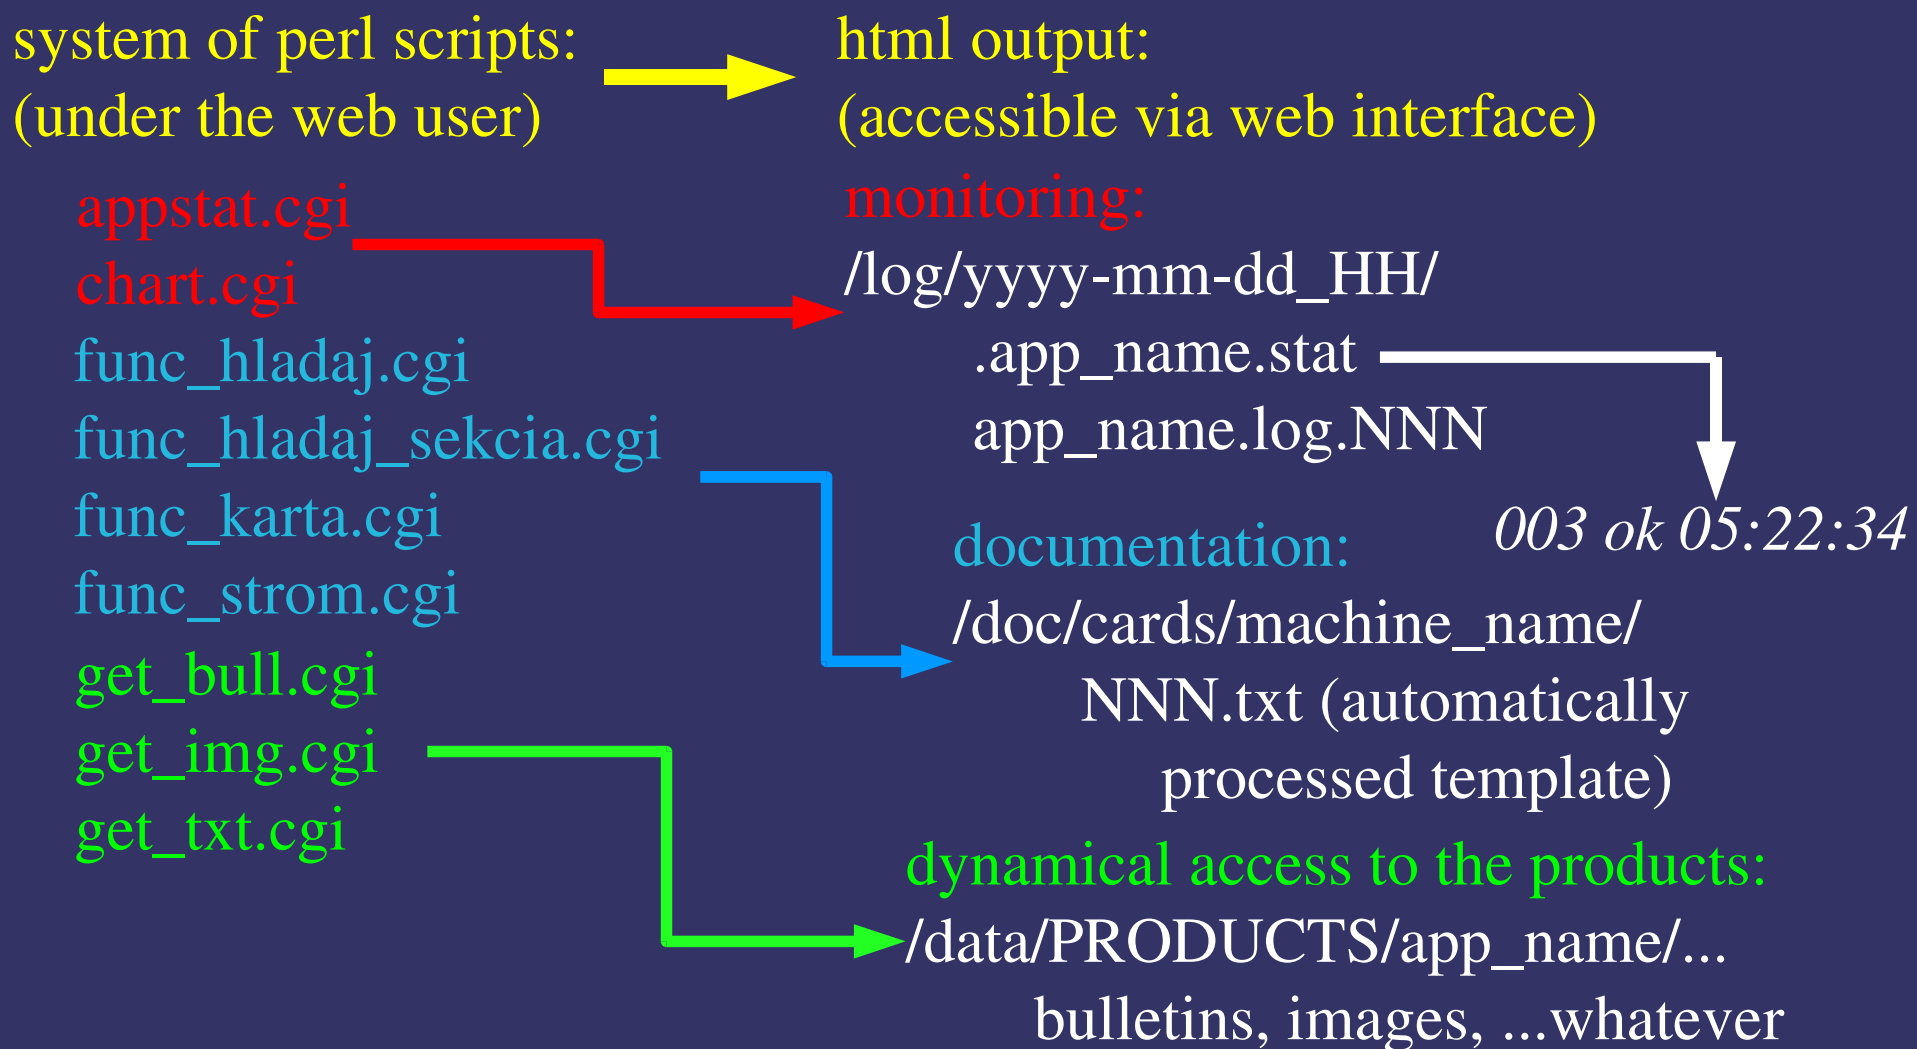 system of perl scripts:
(under the web user)
appstat.cgi
chart.cgi
func_hladaj.cgi
func_hladaj_sekcia.cgi
func_karta.cgi
func_strom.cgi
get_bull.cgi
get_img.cgi
get_txt.cgi
html output:
(accessible via web interface)
monitoring:
/log/yyyy-mm-dd_HH/
.app_name.stat
app_name.log.NNN
003 ok 05:22:34
documentation:
/doc/cards/machine_name/
NNN.txt (automatically
processed template)
dynamical access to the products:
/data/PRODUCTS/app_name/...
bulletins, images, ...whatever